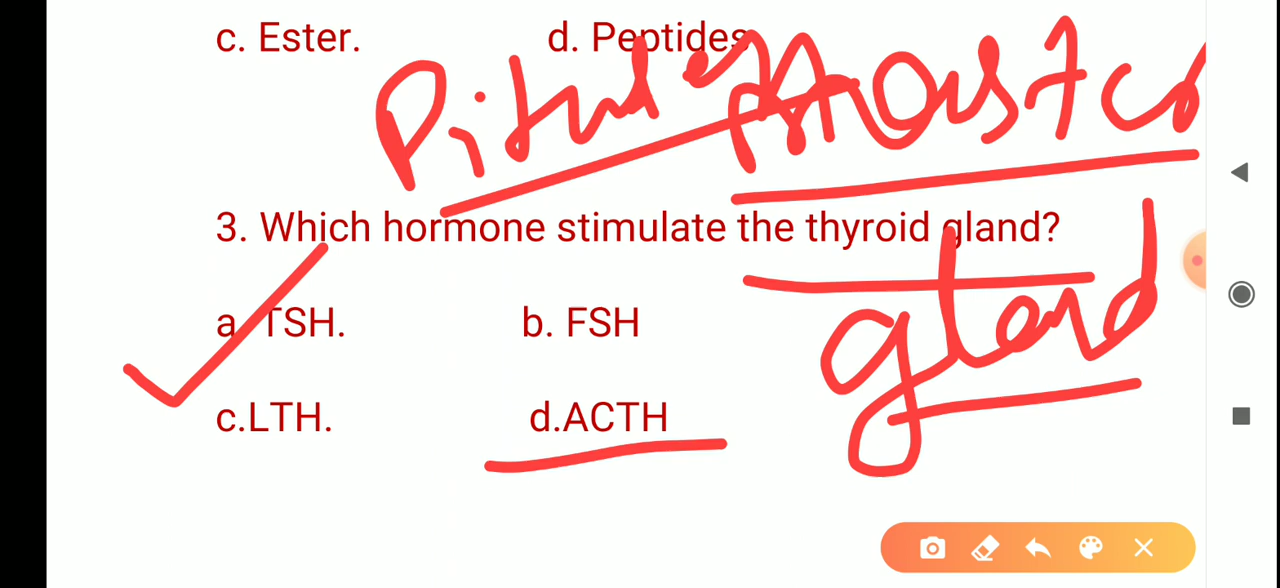 c. Ester. d. Peptides
3. Which hormone stimulate the thyroid gland?
a. TSH. b. FSH
gland
c.LTH. d.ACTH